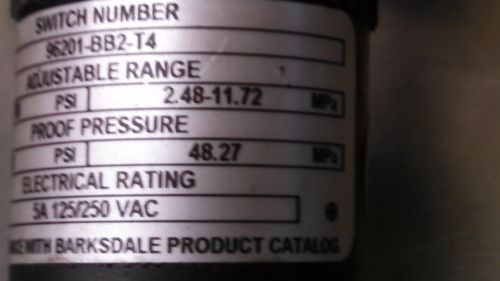 SWITCH NUMBER
96201-BB2-T4
ADJUSTABLE RANGE
PSI 2.48-11.72 MPa
PROOF PRESSURE
PSI 48.27 MPa
ELECTRICAL RATING
5A 125/250 VAC
WITH BARKSDALE PRODUCT CATALOG.